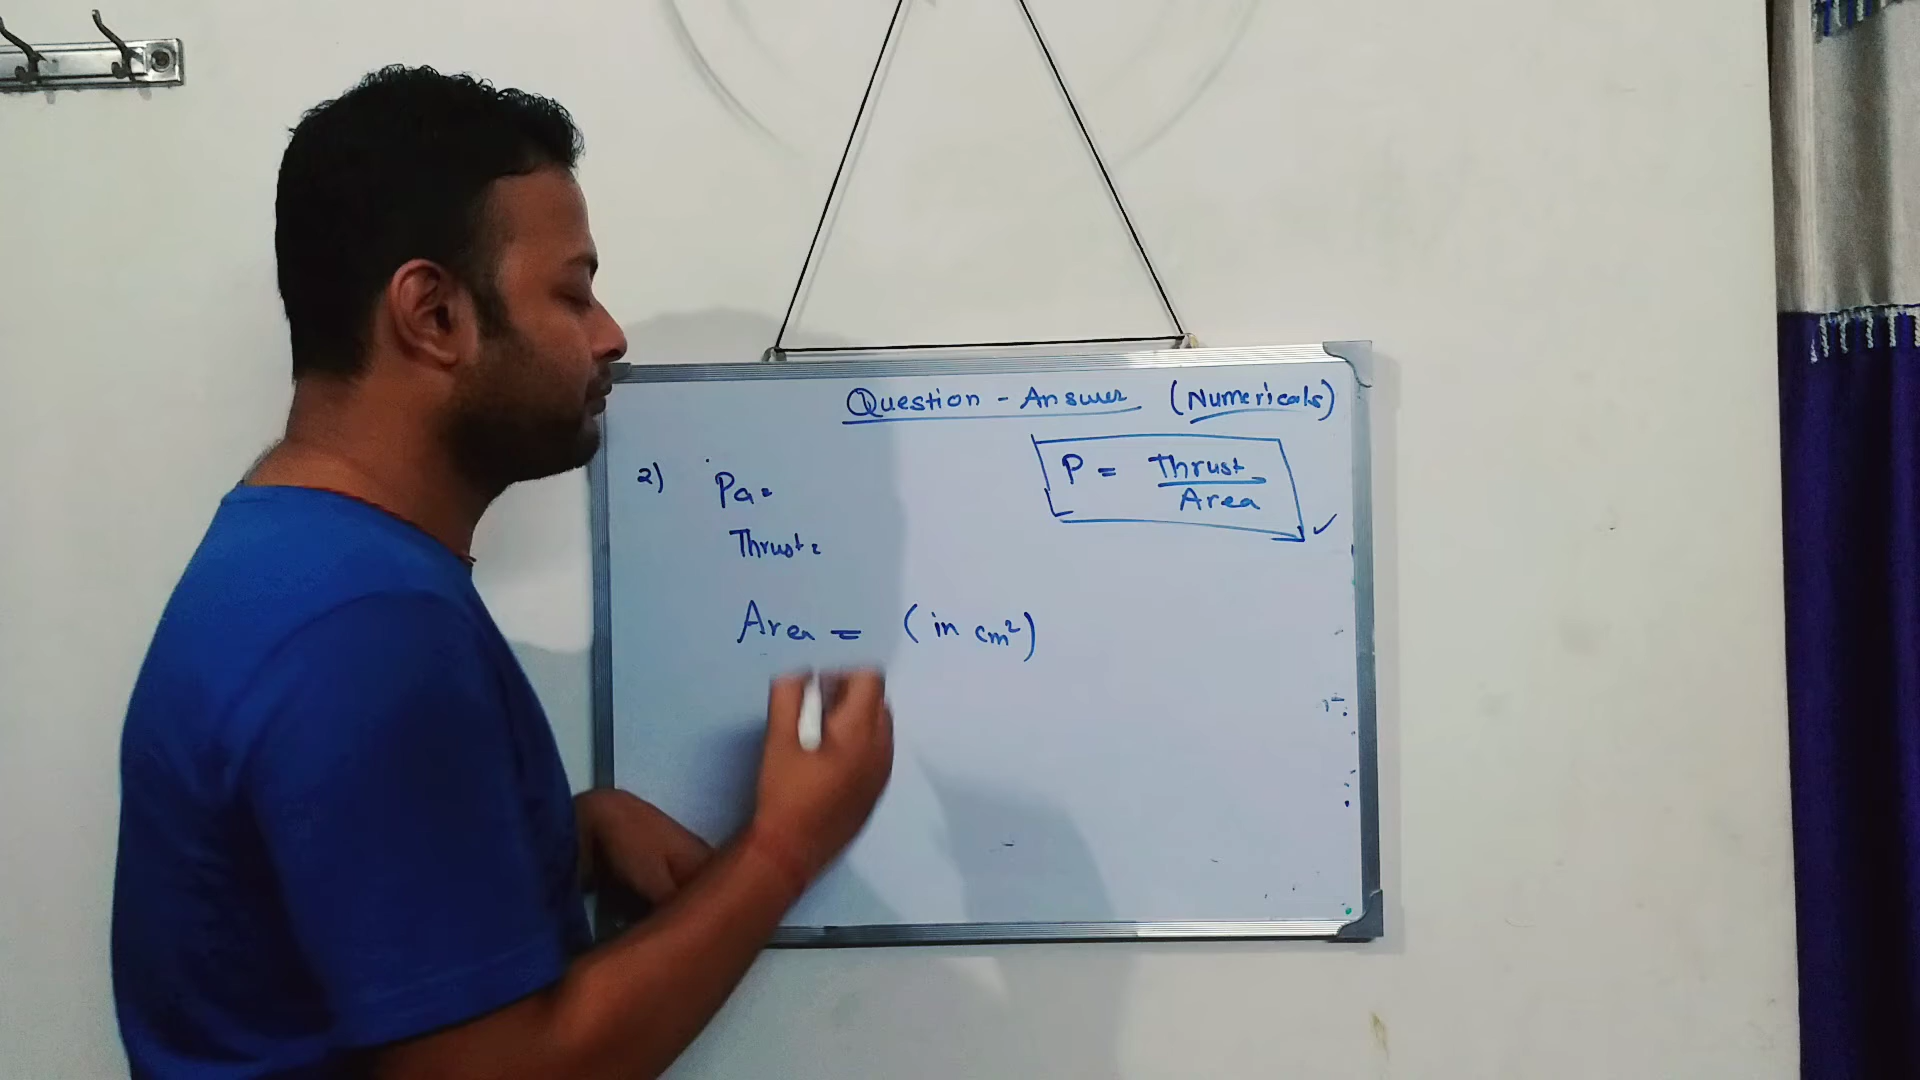 Question - Answer (Numericals)
P = Thrust / Area
2) Pa =
Thrust =
Area = (in cm²)